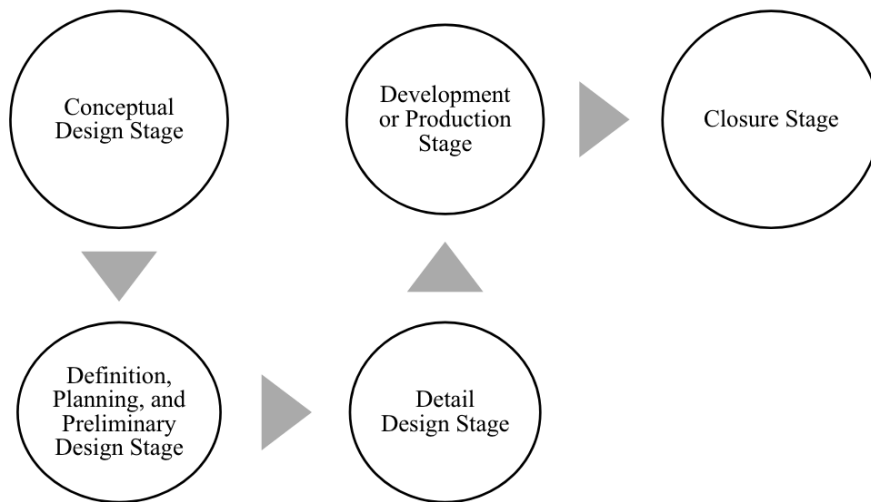 Conceptual
Design Stage
Definition,
Planning, and
Preliminary
Design Stage
Detail
Design Stage
Development
or Production
Stage
Closure Stage